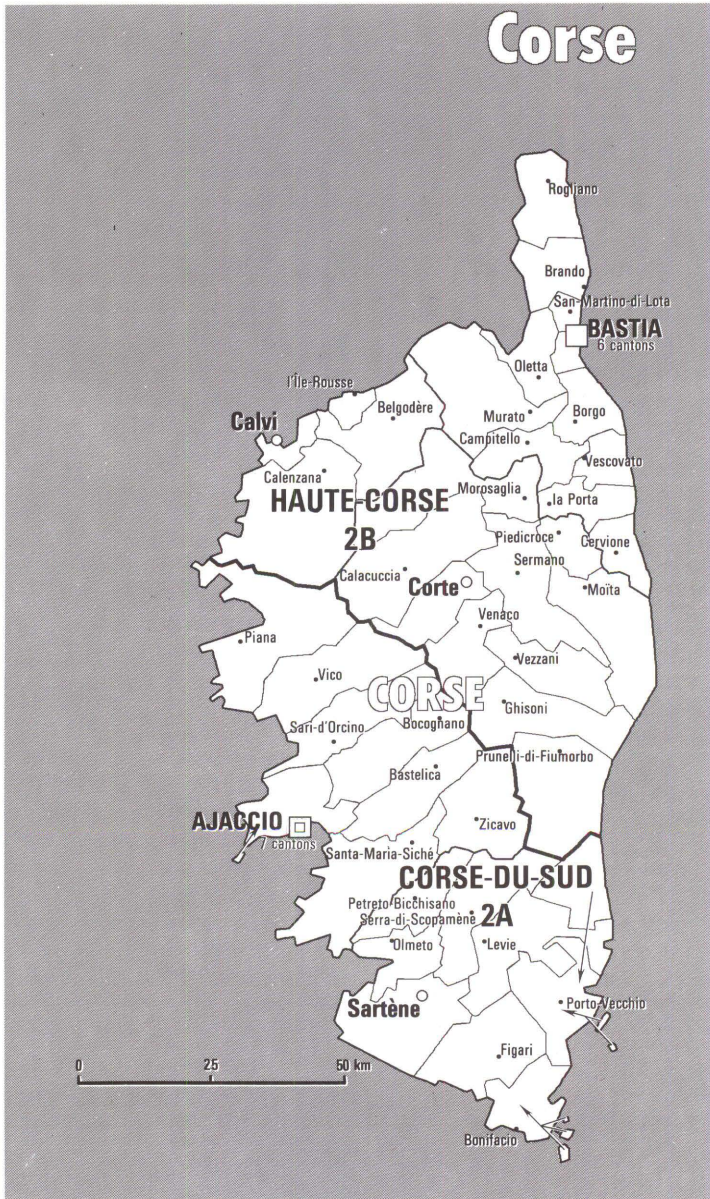 Corse
Rogliano
Brando
San-Martino-di-Lota
BASTIA
6 cantons
Oletta
l'Île-Rousse
Belgodère
Murato
Borgo
Calvi
Campitello
Vescovato
Calenzana
Morosaglia
la Porta
HAUTE-CORSE
2B
Piedicroce
Cervione
Sermano
Calacuccia
Corte
Moïta
Venaco
Piana
Vezzani
Vico
CORSE
Ghisoni
Bocognano
Sari-d'Orcino
Prunelli-di-Fiumorbo
Bastelica
AJACCIO
7 cantons
Zicavo
Santa-Maria-Siché
CORSE-DU-SUD
2A
Petreto Bicchisano
Serra-di-Scopamène
Olmeto
Levie
Sartène
Porto-Vecchio
Figari
0 25 50 km
Bonifacio